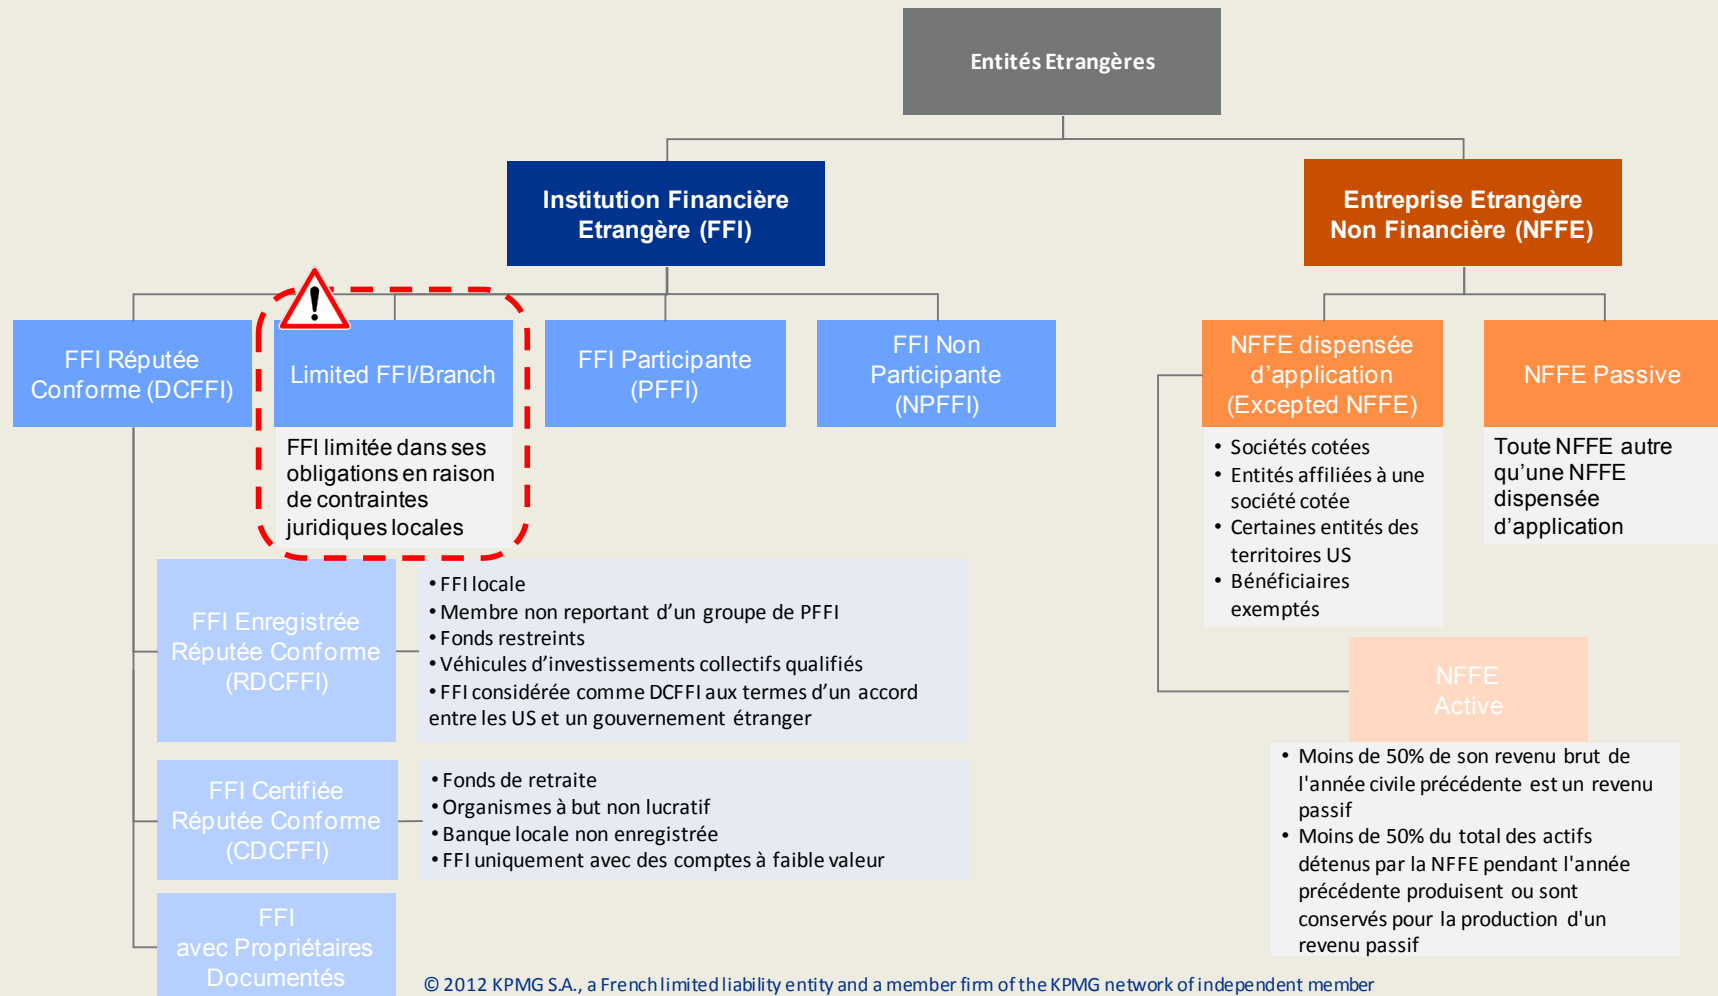 Entités Etrangères
Institution Financière
Etrangère (FFI)
Entreprise Etrangère
Non Financière (NFFE)
!
FFI Réputée
Conforme (DCFFI)
Limited FFI/Branch
FFI limitée dans ses
obligations en raison
de contraintes
juridiques locales
FFI Participante
(PFFI)
FFI Non
Participante
(NPFFI)
NFFE dispensée
d’application
(Excepted NFFE)
• Sociétés cotées
• Entités affiliées à une
société cotée
• Certaines entités des
territoires US
• Bénéficiaires
exemptés
NFFE Passive
Toute NFFE autre
qu’une NFFE
dispensée
d’application
FFI Enregistrée
Réputée Conforme
(RDCFFI)
• FFI locale
• Membre non reportant d’un groupe de PFFI
• Fonds restreints
• Véhicules d’investissements collectifs qualifiés
• FFI considérée comme DCFFI aux termes d’un accord
entre les US et un gouvernement étranger
FFI Certifiée
Réputée Conforme
(CDCFFI)
• Fonds de retraite
• Organismes à but non lucratif
• Banque locale non enregistrée
• FFI uniquement avec des comptes à faible valeur
FFI
avec Propriétaires
Documentés
NFFE
Active
• Moins de 50% de son revenu brut de
l'année civile précédente est un revenu
passif
• Moins de 50% du total des actifs
détenus par la NFFE pendant l'année
précédente produisent ou sont
conservés pour la production d'un
revenu passif
© 2012 KPMG S.A., a French limited liability entity and a member firm of the KPMG network of independent member